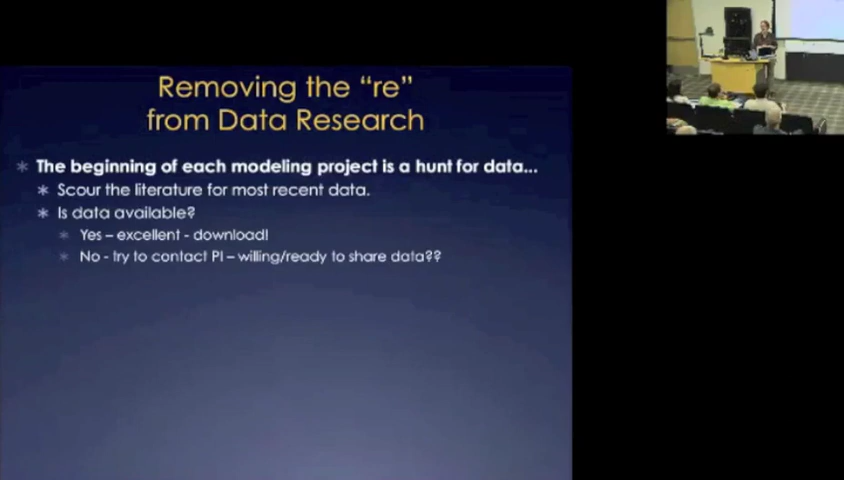 Removing the “re”
from Data Research
* The beginning of each modeling project is a hunt for data...
* Scour the literature for most recent data.
* Is data available?
* Yes – excellent - download!
* No - try to contact PI – willing/ready to share data??